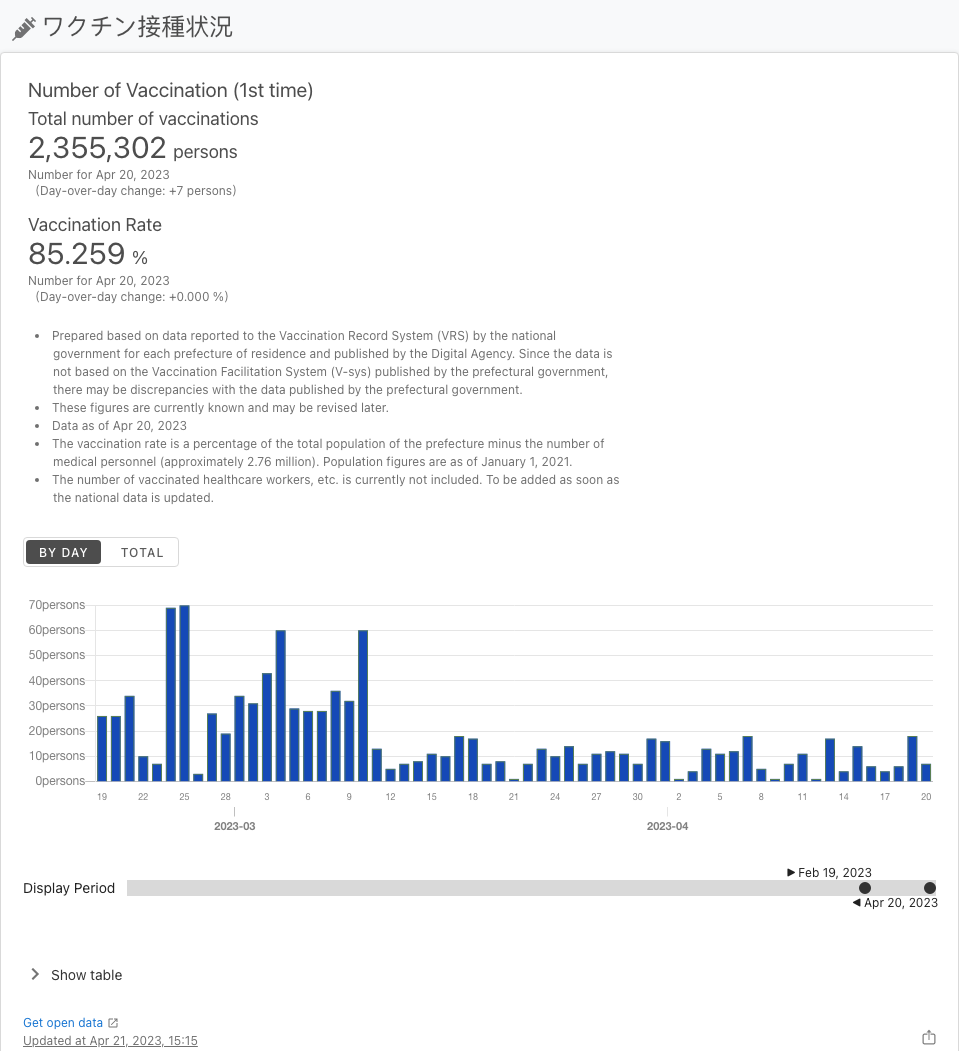 ワクチン接種状況
Number of Vaccination (1st time)
Total number of vaccinations
2,355,302 persons
Number for Apr 20, 2023
(Day-over-day change: +7 persons)
Vaccination Rate
85.259 %
Number for Apr 20, 2023
(Day-over-day change: +0.000 %)
• Prepared based on data reported to the Vaccination Record System (VRS) by the national
government for each prefecture of residence and published by the Digital Agency. Since the data is
not based on the Vaccination Facilitation System (V-sys) published by the prefectural government,
there may be discrepancies with the data published by the prefectural government.
• These figures are currently known and may be revised later.
• Data as of Apr 20, 2023
• The vaccination rate is a percentage of the total population of the prefecture minus the number of
medical personnel (approximately 2.76 million). Population figures are as of January 1, 2021.
• The number of vaccinated healthcare workers, etc. is currently not included. To be added as soon as
the national data is updated.
BY DAY TOTAL
70persons
60persons
50persons
40persons
30persons
20persons
10persons
0persons
19 22 25 28 3 6 9 12 15 18 21 24 27 30 2 5 8 11 14 17 20
2023-03 2023-04
Feb 19, 2023
Display Period
Apr 20, 2023
Show table
Get open data
Updated at Apr 21, 2023, 15:15